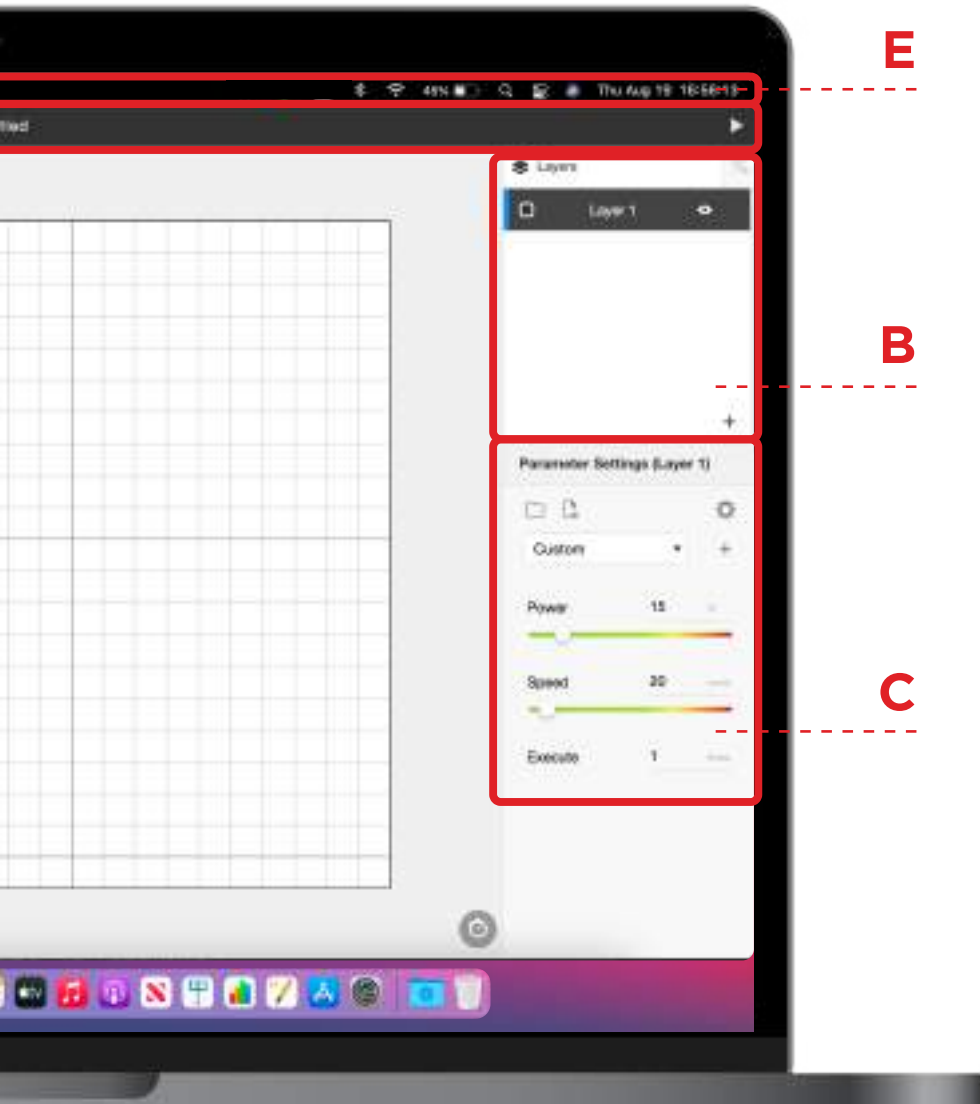 E
46% Thu Aug 19 16:56:13
Layers
Layer 1
B
Parameter Settings (Layer 1)
Custom
Power 15
Speed 20
C
Execute 1